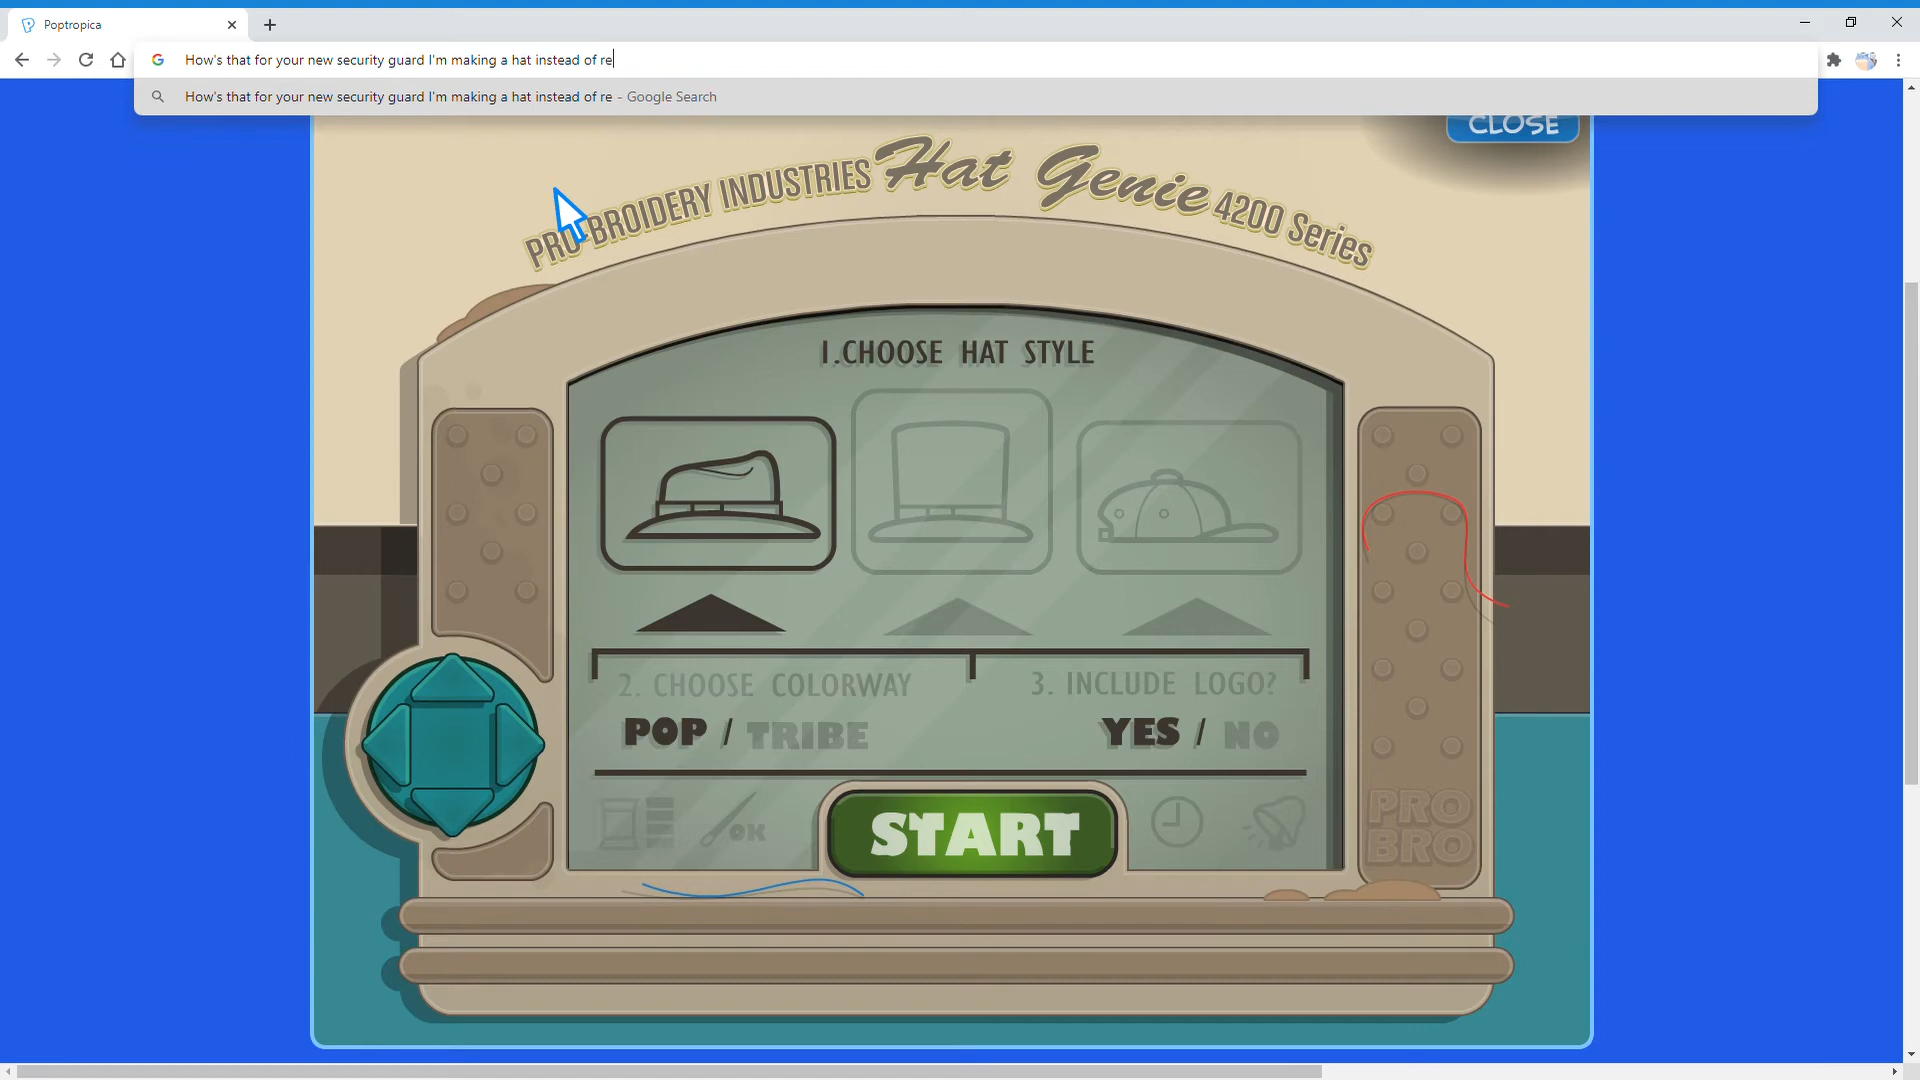 Poptropica
How's that for your new security guard I'm making a hat instead of re
How's that for your new security guard I'm making a hat instead of re - Google Search
CLOSE
PRO-BROIDERY INDUSTRIES Hat Genie 4200 Series
1.CHOOSE HAT STYLE
2. CHOOSE COLORWAY
3. INCLUDE LOGO?
POP / TRIBE
YES / NO
OK
START
PRO
BRO